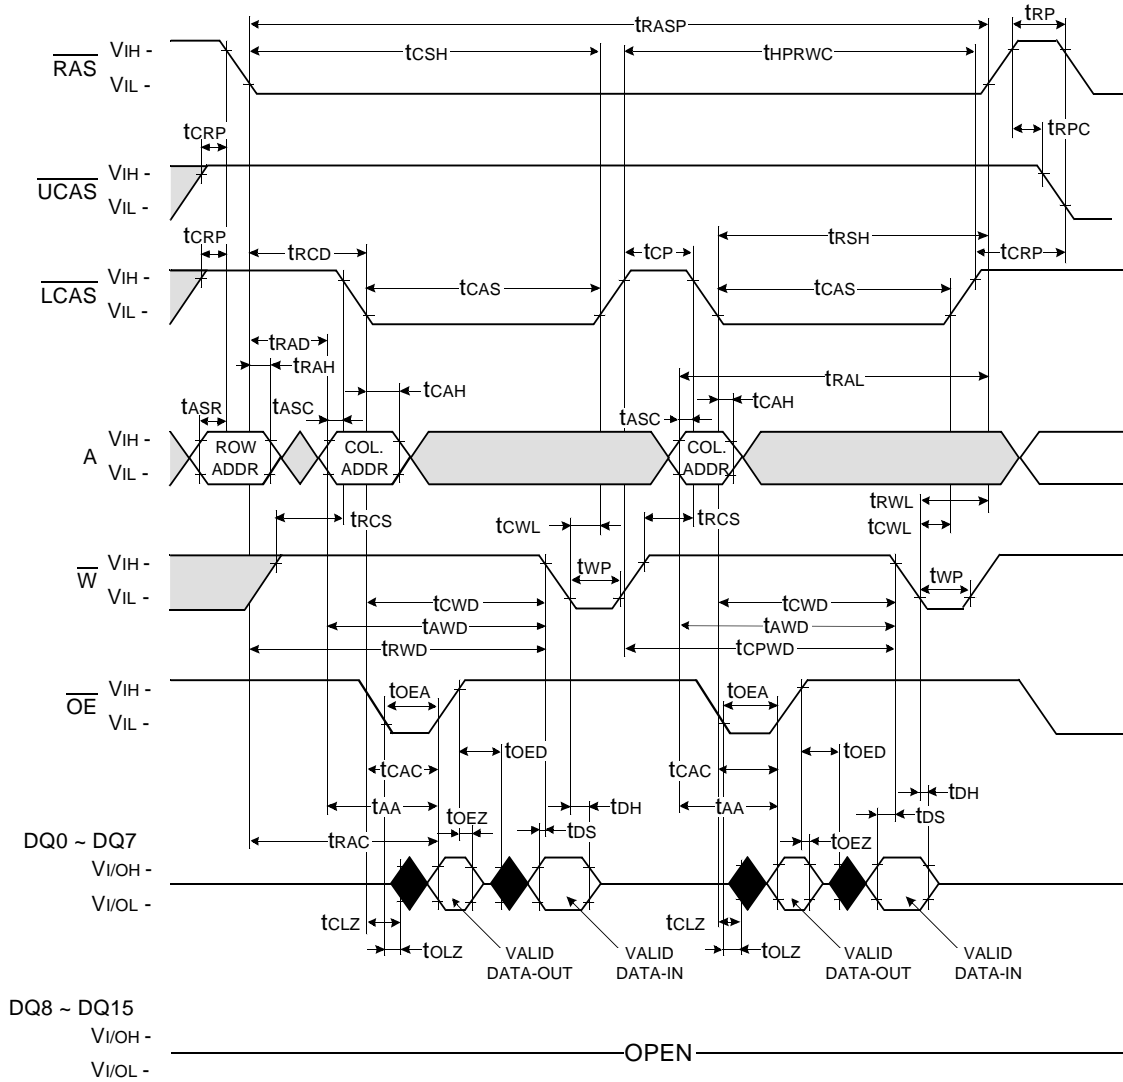 tRASP
tRP
VIH -
RAS
tCSH
tHPRWC
VIL -
tCRP
tRPC
VIH -
UCAS
VIL -
tCRP
tRCD
tCP
tRSH
tCRP
VIH -
LCAS
tCAS
tCAS
VIL -
tRAD
tRAH
tCAH
tRAL
tASR
tASC
tASC
tCAH
VIH -
A
ROW
ADDR
COL.
ADDR
COL.
ADDR
VIL -
tRCS
tCWL
tRCS
tRWL
tCWL
VIH -
W
tWP
tWP
VIL -
tCWD
tCWD
tAWD
tAWD
tRWD
tCPWD
VIH -
OE
tOEA
tOEA
VIL -
tOED
tOED
tCAC
tCAC
tAA
tOEZ
tDH
tAA
tDH
tDS
tDS
tRAC
tOEZ
DQ0 ~ DQ7
VI/OH -
VI/OL -
tCLZ
tCLZ
tOLZ
tOLZ
VALID
DATA-OUT
VALID
DATA-IN
VALID
DATA-OUT
VALID
DATA-IN
DQ8 ~ DQ15
VI/OH -
OPEN
VI/OL -